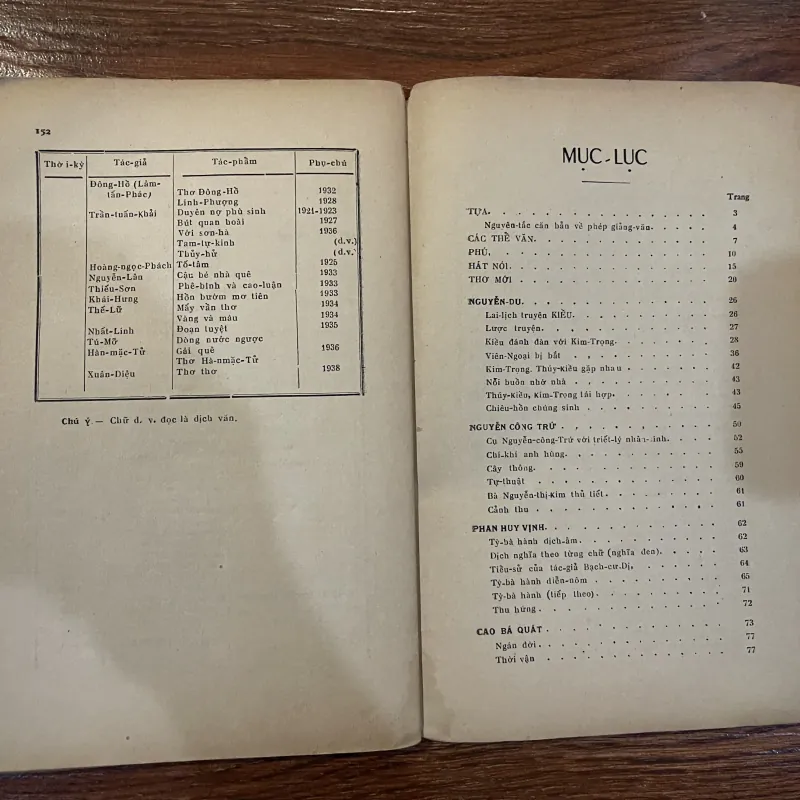 152
Thời-kỳ Tác-giả Tác-phẩm Phụ-chú
Đông-Hồ (Lâm-
tấn-Phác) Thơ Đông-Hồ 1932
Linh-Phượng 1928
Trần-tuấn-Khải Duyên nợ phù sinh 1921-1923
Bút quan hoài 1927
Với sơn-hà 1936
Tam-tự-kinh (d.v.)
Thủy-hử (d.v.
Hoàng-ngọc-Phách Tố-tâm 1925
Nguyễn-Lân Cậu bé nhà quê 1933
Thiếu-Sơn Phê-bình và cao-luận 1933
Khái-Hưng Hồn bướm mơ tiên 1933
Thế-Lữ Mấy vần thơ 1934
Vàng và máu 1934
Nhất-Linh Đoạn tuyệt 1935
Tú-Mỡ Dòng nước ngược
Hàn-mặc-Tử Gái quê 1936
Thơ Hà-nmặc-Tử
Xuân-Diệu Thơ thơ 1938
Chú ý — Chữ d. v. đọc là dịch văn.
MỤC-LỤC
Trang
TỰA. 3
Nguyên-tắc căn bản về phép giảng-văn. 4
CÁC THỂ VĂN. 7
PHÚ. 10
HÁT NÓI. 15
THƠ MỚI 20
NGUYỄN-DU. 26
Lai-lịch truyện KIỀU. 26
Lược truyện. 27
Kiều đánh đàn với Kim-Trọng. 28
Viên-Ngoại bị bắt 36
Kim-Trọng. Thúy-Kiều gặp nhau 42
Nỗi buồn nhớ nhà 43
Thúy-Kiều, Kim-Trọng tái hợp. 43
Chiêu-hồn chúng sinh 45
NGUYỄN CÔNG TRỨ 50
Cụ Nguyễn-công-Trứ với triết-lý nhân-sinh. 52
Chí-khí anh hùng. 55
Cây thông. 59
Tự-thuật 60
Bà Nguyễn-thị-Kim thủ tiết. 61
Cảnh thu 61
PHAN HUY VỊNH. 62
Tỳ-bà hành dịch-âm. 62
Dịch nghĩa theo từng chữ (nghĩa đen). 63
Tiểu-sử của tác-giả Bạch-cư-Dị. 64
Tỳ-bà hành diễn-nôm 65
Tỳ-bà hành (tiếp theo). 71
Thu hứng. 72
CAO BÁ QUÁT 73
Ngán đời. 77
Thời vận 77